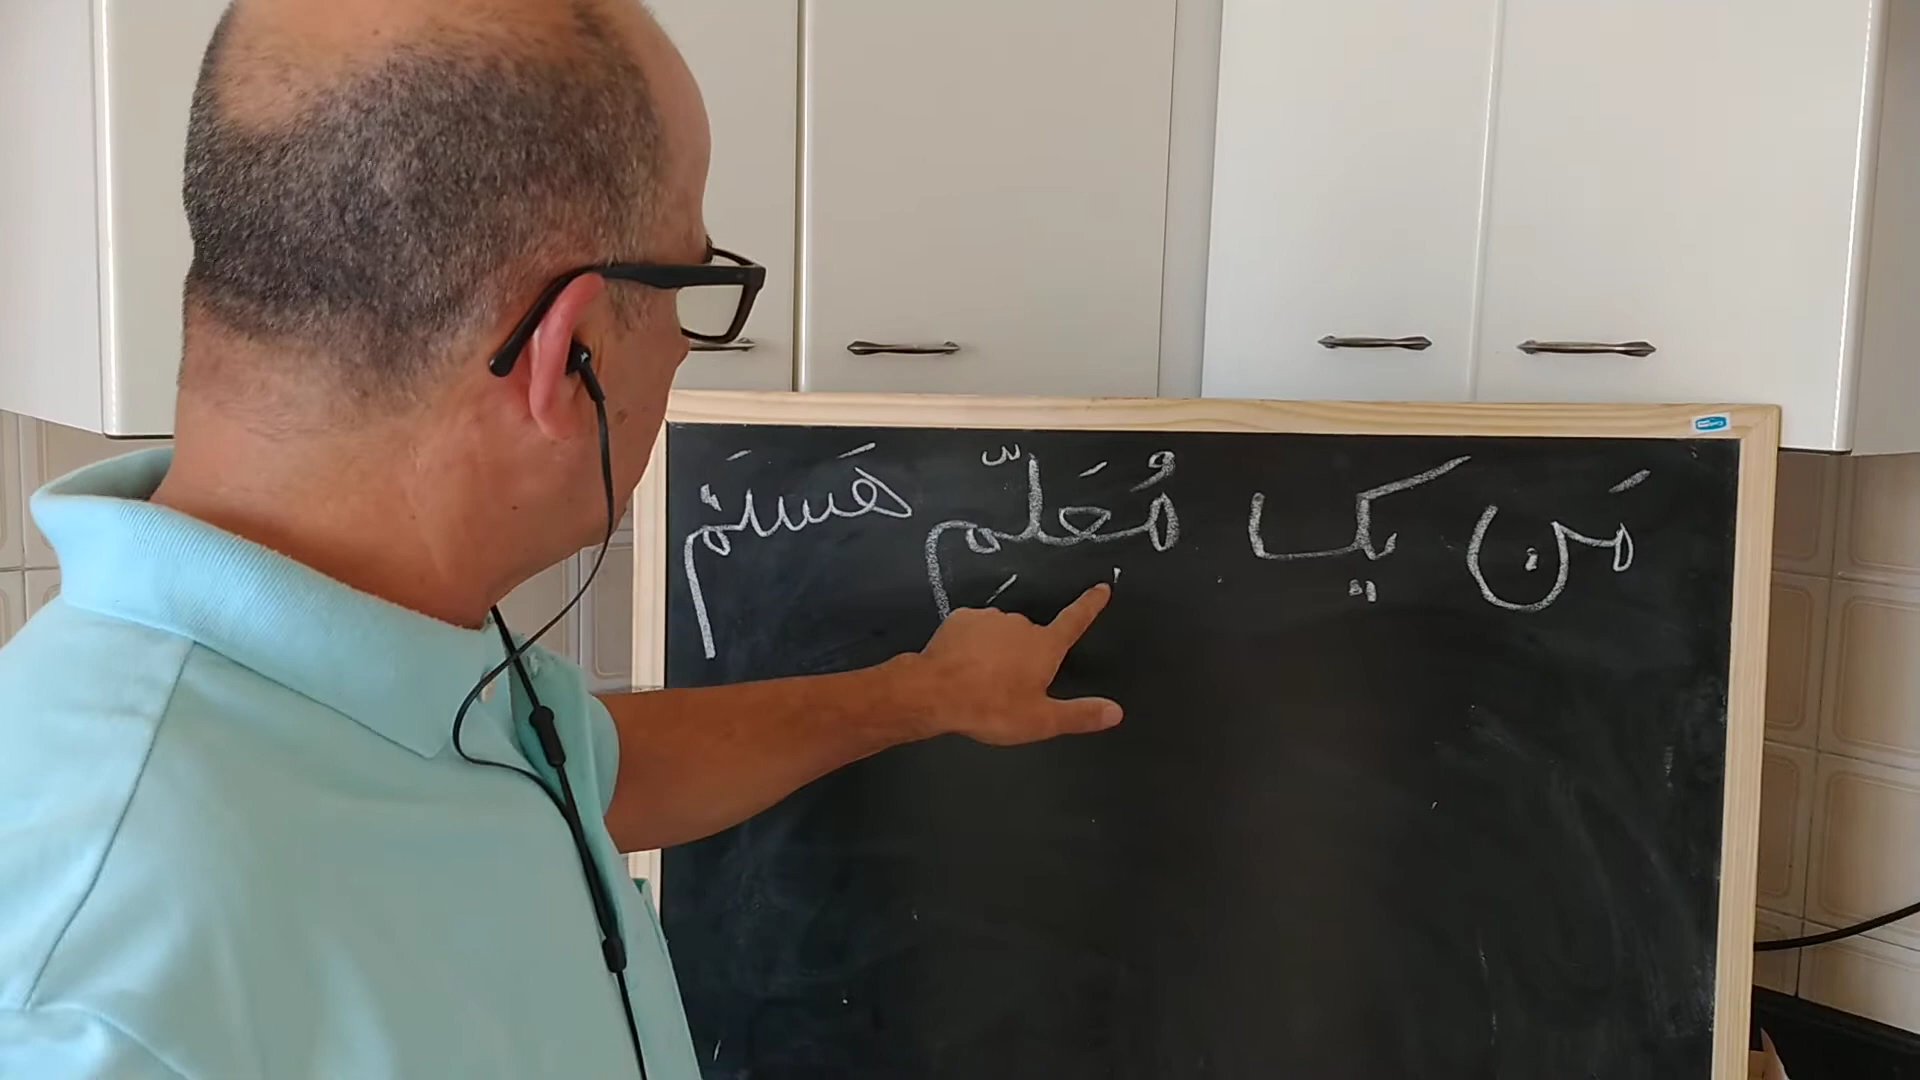 مَن یک مُعَلِّم هَستَم